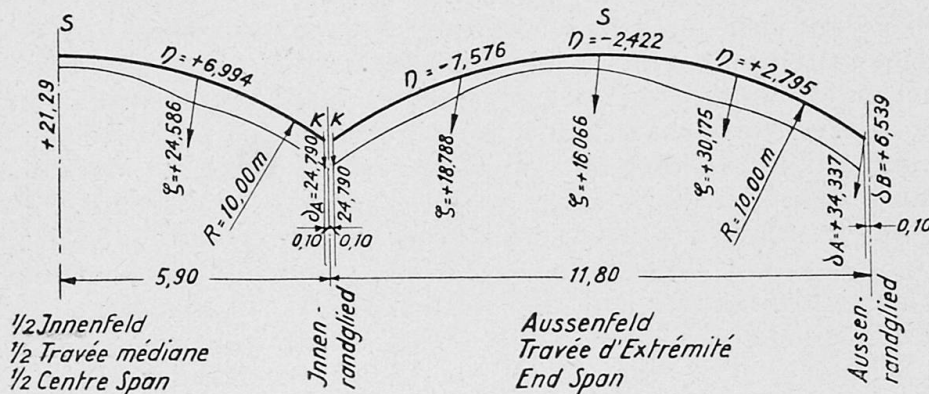 S
η = +6,994
K K
η = -7,576
S
η = -2,422
η = +2,795
+21,29
ξ = +24,586
R = 10,00 m
δA = 24,790
24,790
0,10
0,10
ξ = +18,788
ξ = +16,066
ξ = +30,175
R = 10,00 m
δA = +34,337
δB = +6,539
0,10
5,90
11,80
1/2 Jnnenfeld
1/2 Travée médiane
1/2 Centre Span
Jnnen-
randglied
Aussenfeld
Travée d'Extrémité
End Span
Aussen-
randglied